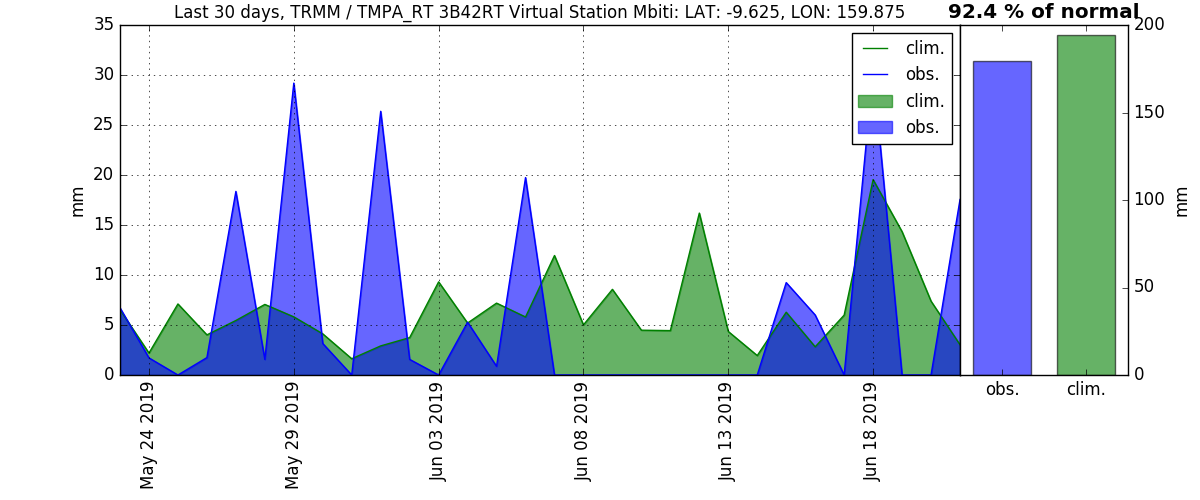 Last 30 days, TRMM / TMPA_RT 3B42RT Virtual Station Mbiti: LAT: -9.625, LON: 159.875
92.4 % of normal
35
30
25
20
15
10
5
0
mm
clim.
obs.
clim.
obs.
200
150
100
50
0
mm
May 24 2019
May 29 2019
Jun 03 2019
Jun 08 2019
Jun 13 2019
Jun 18 2019
obs.
clim.